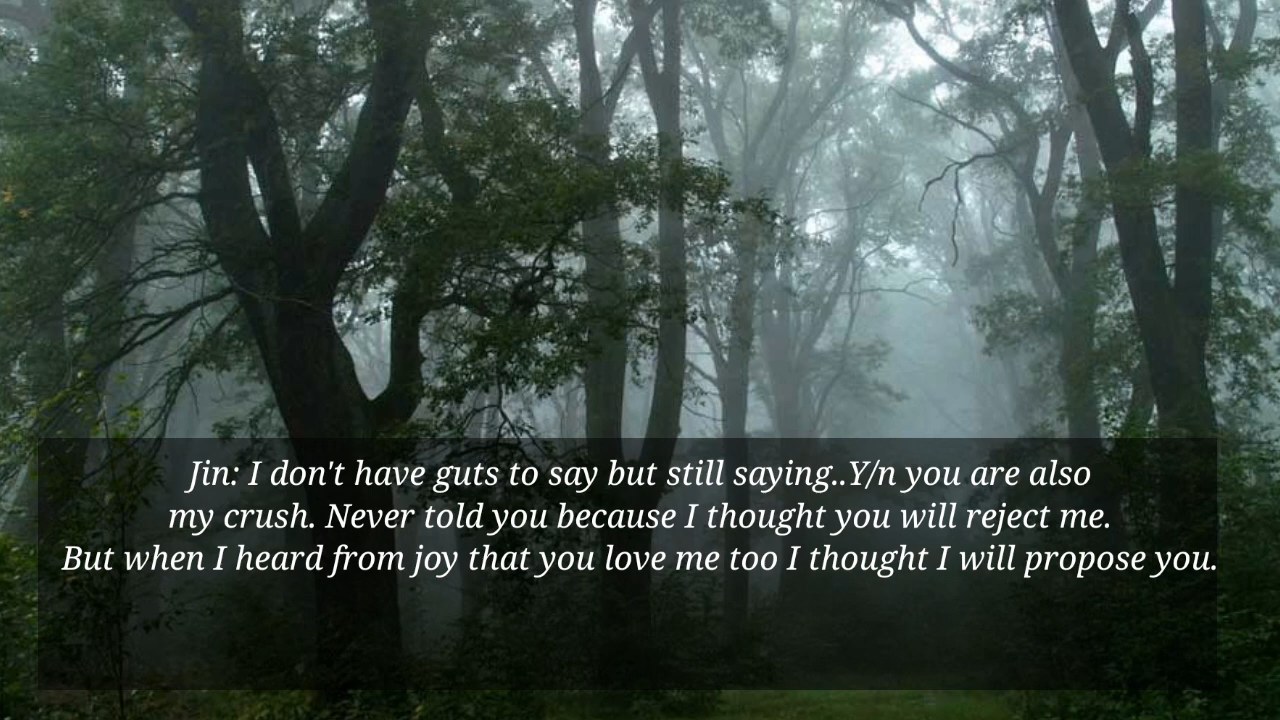 Jin: I don't have guts to say but still saying..Y/n you are also
my crush. Never told you because I thought you will reject me.
But when I heard from joy that you love me too I thought I will propose you.